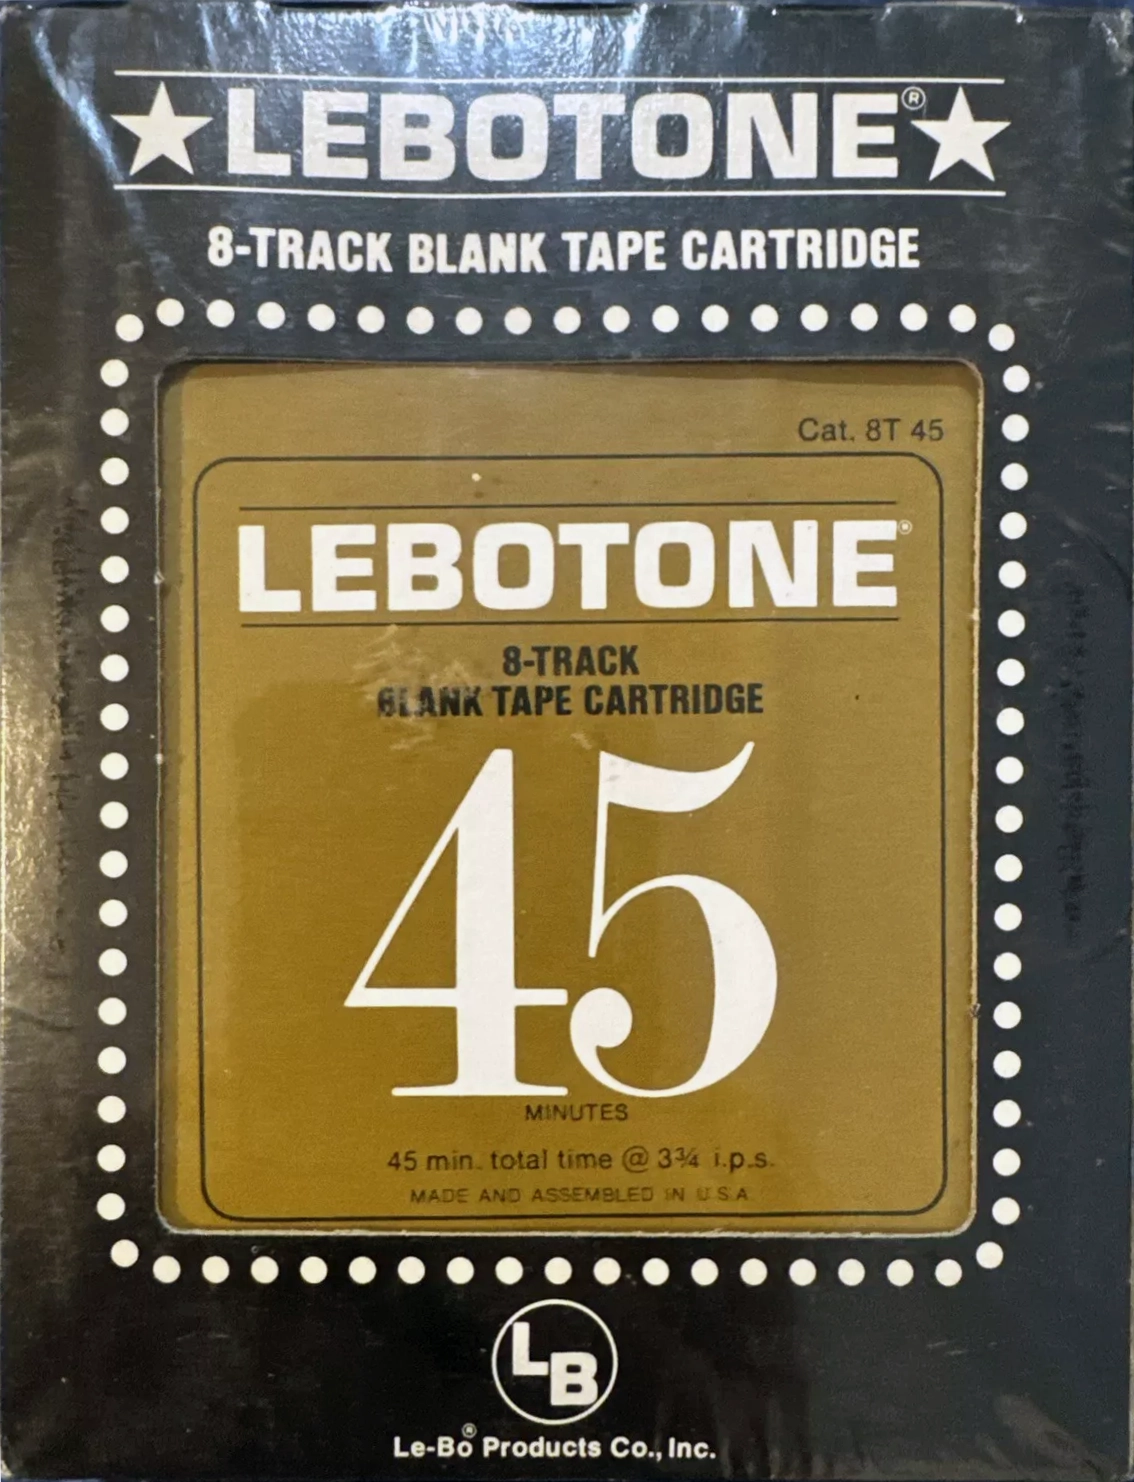 ★ LEBOTONE® ★
8-TRACK BLANK TAPE CARTRIDGE
Cat. 8T 45
LEBOTONE®
8-TRACK
BLANK TAPE CARTRIDGE
45
MINUTES
45 min. total time @ 3¾ i.p.s.
MADE AND ASSEMBLED IN U.S.A.
LB
Le-Bo® Products Co., Inc.